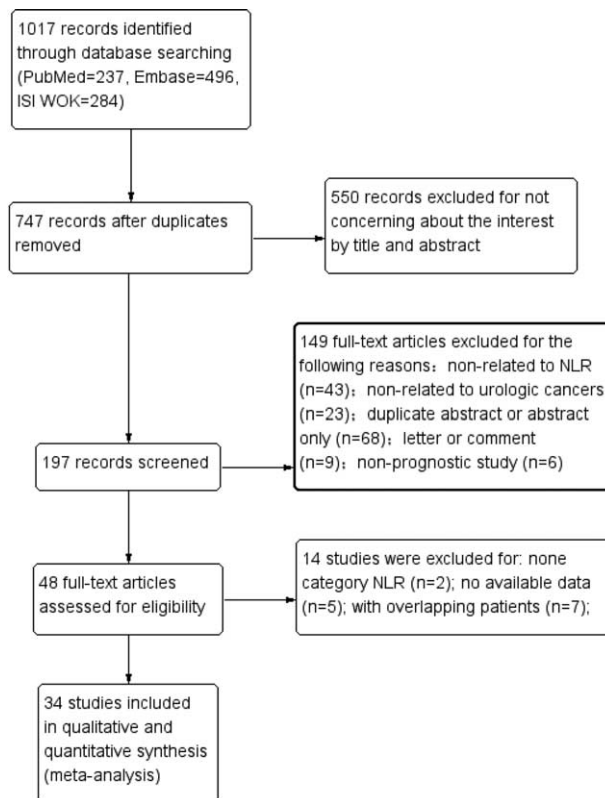 1017 records identified
through database searching
(PubMed=237, Embase=496,
ISI WOK=284)
747 records after duplicates
removed
550 records excluded for not
concerning about the interest
by title and abstract
149 full-text articles excluded for the
following reasons：non-related to NLR
(n=43)；non-related to urologic cancers
(n=23)；duplicate abstract or abstract
only (n=68)；letter or comment
(n=9)；non-prognostic study (n=6)
197 records screened
48 full-text articles
assessed for eligibility
14 studies were excluded for: none
category NLR (n=2); no available data
(n=5); with overlapping patients (n=7);
34 studies included
in qualitative and
quantitative synthesis
(meta-analysis)